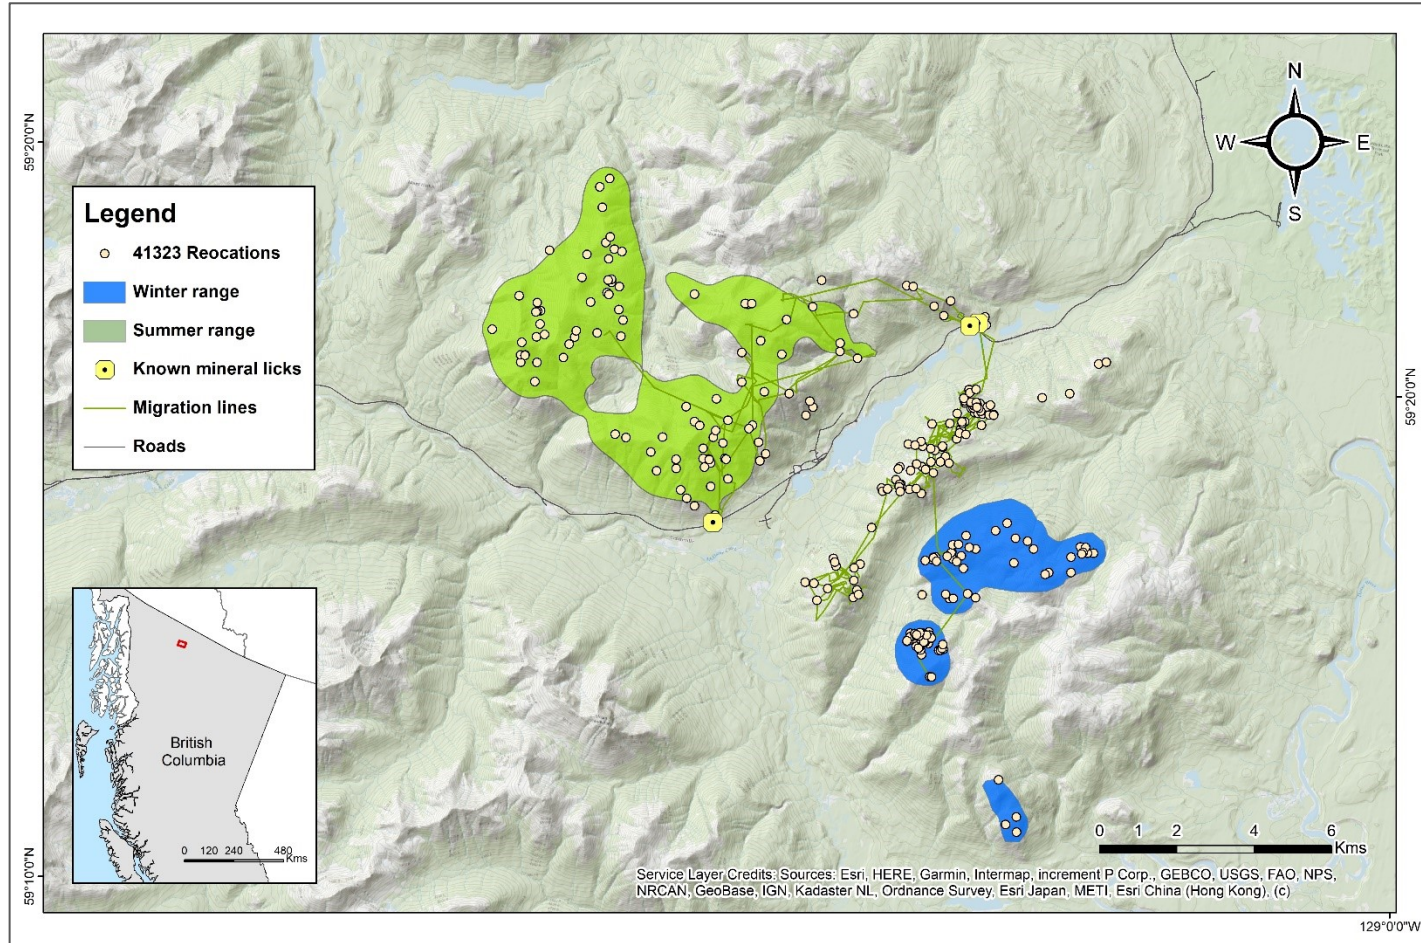 N
W E
S
59°20'0"N
59°20'0"N
Legend
41323 Reocations
Winter range
Summer range
Known mineral licks
Migration lines
Roads
British
Columbia
0 120 240 480
Kms
0 1 2 4 6
Kms
59°10'0"N
Service Layer Credits: Sources: Esri, HERE, Garmin, Intermap, increment P Corp., GEBCO, USGS, FAO, NPS,
NRCAN, GeoBase, IGN, Kadaster NL, Ordnance Survey, Esri Japan, METI, Esri China (Hong Kong), (c)
129°0'0"W